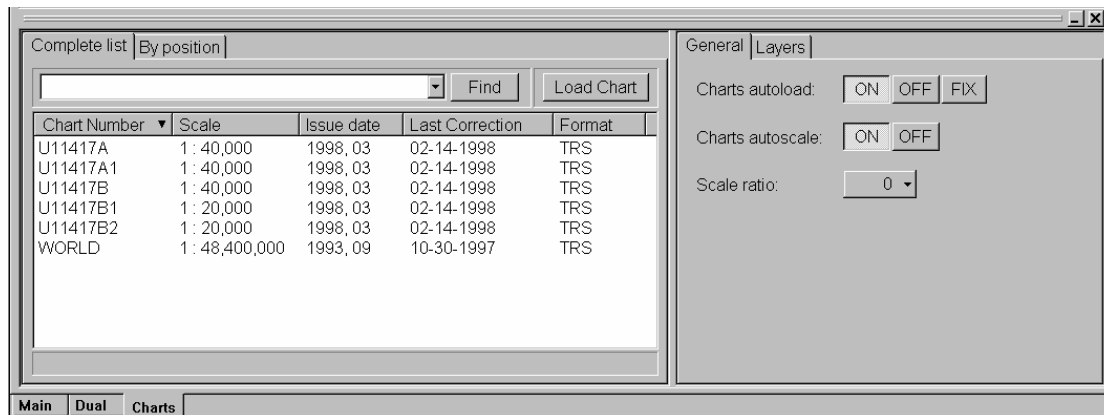 Complete list By position
Find Load Chart
Chart Number Scale Issue date Last Correction Format
U11417A 1 : 40,000 1998, 03 02-14-1998 TRS
U11417A1 1 : 40,000 1998, 03 02-14-1998 TRS
U11417B 1 : 40,000 1998, 03 02-14-1998 TRS
U11417B1 1 : 20,000 1998, 03 02-14-1998 TRS
U11417B2 1 : 20,000 1998, 03 02-14-1998 TRS
WORLD 1 : 48,400,000 1993, 09 10-30-1997 TRS
General Layers
Charts autoload: ON OFF FIX
Charts autoscale: ON OFF
Scale ratio: 0
Main Dual Charts